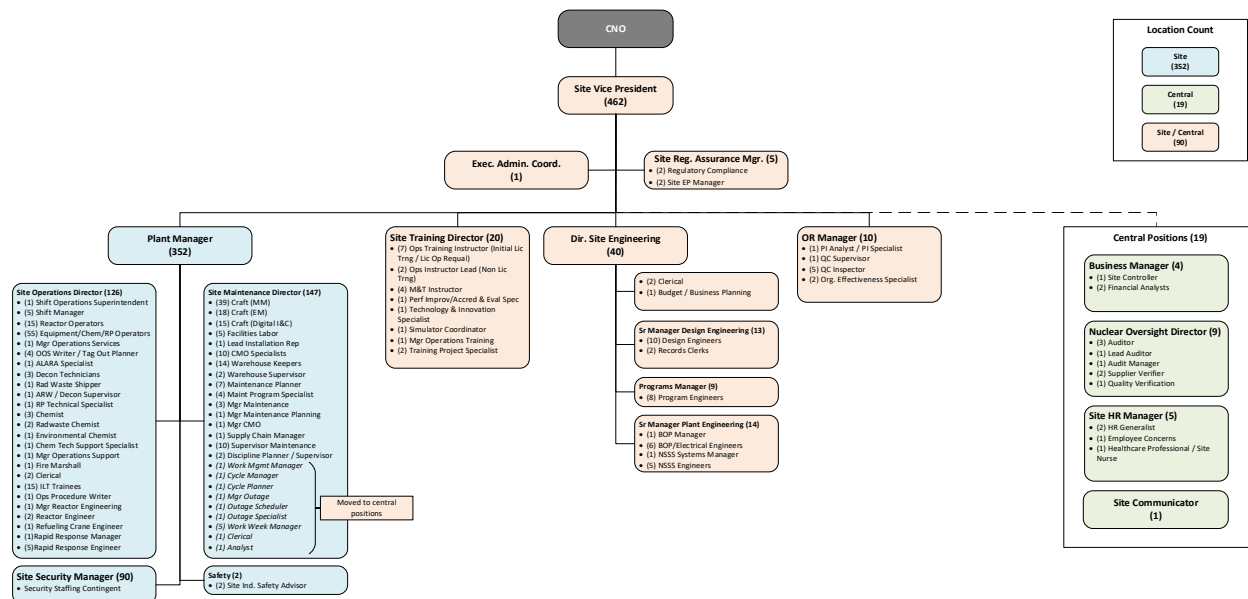 CNO
Location Count
Site
(352)
Central
(19)
Site / Central
(90)
Site Vice President
(462)
Exec. Admin. Coord.
(1)
Site Reg. Assurance Mgr. (5)
• (2) Regulatory Compliance
• (2) Site EP Manager
Plant Manager
(352)
Site Operations Director (126)
• (1) Shift Operations Superintendent
• (5) Shift Manager
• (15) Reactor Operators
• (55) Equipment/Chem/RP Operators
• (1) Mgr Operations Services
• (4) OOS Writer / Tag Out Planner
• (1) ALARA Specialist
• (3) Decon Technicians
• (1) Rad Waste Shipper
• (1) ARW / Decon Supervisor
• (1) RP Technical Specialist
• (3) Chemist
• (2) Radwaste Chemist
• (1) Environmental Chemist
• (1) Chem Tech Support Specialist
• (1) Mgr Operations Support
• (1) Fire Marshall
• (2) Clerical
• (15) ILT Trainees
• (1) Ops Procedure Writer
• (1) Mgr Reactor Engineering
• (2) Reactor Engineer
• (1) Refueling Crane Engineer
• (1)Rapid Response Manager
• (5)Rapid Response Engineer
Site Maintenance Director (147)
• (39) Craft (MM)
• (18) Craft (EM)
• (15) Craft (Digital I&C)
• (5) Facilities Labor
• (1) Lead Installation Rep
• (10) CMO Specialists
• (14) Warehouse Keepers
• (2) Warehouse Supervisor
• (7) Maintenance Planner
• (4) Maint Program Specialist
• (3) Mgr Maintenance
• (1) Mgr Maintenance Planning
• (1) Mgr CMO
• (1) Supply Chain Manager
• (10) Supervisor Maintenance
• (2) Discipline Planner / Supervisor
• (1) Work Mgmt Manager
• (1) Cycle Manager
• (1) Cycle Planner
• (1) Mgr Outage
• (1) Outage Scheduler
• (1) Outage Specialist
• (5) Work Week Manager
• (1) Clerical
• (1) Analyst
Moved to central
positions
Site Security Manager (90)
• Security Staffing Contingent
Safety (2)
• (2) Site Ind. Safety Advisor
Site Training Director (20)
• (7) Ops Training Instructor (Initial Lic
Trng / Lic Op Requal)
• (2) Ops Instructor Lead (Non Lic
Trng)
• (4) M&T Instructor
• (1) Perf Improv/Accred & Eval Spec
• (1) Technology & Innovation
Specialist
• (1) Simulator Coordinator
• (1) Mgr Operations Training
• (2) Training Project Specialist
Dir. Site Engineering
(40)
• (2) Clerical
• (1) Budget / Business Planning
Sr Manager Design Engineering (13)
• (10) Design Engineers
• (2) Records Clerks
Programs Manager (9)
• (8) Program Engineers
Sr Manager Plant Engineering (14)
• (1) BOP Manager
• (6) BOP/Electrical Engineers
• (1) NSSS Systems Manager
• (5) NSSS Engineers
OR Manager (10)
• (1) PI Analyst / PI Specialist
• (1) QC Supervisor
• (5) QC Inspector
• (2) Org. Effectiveness Specialist
Central Positions (19)
Business Manager (4)
• (1) Site Controller
• (2) Financial Analysts
Nuclear Oversight Director (9)
• (3) Auditor
• (1) Lead Auditor
• (1) Audit Manager
• (2) Supplier Verifier
• (1) Quality Verification
Site HR Manager (5)
• (2) HR Generalist
• (1) Employee Concerns
• (1) Healthcare Professional / Site
Nurse
Site Communicator
(1)